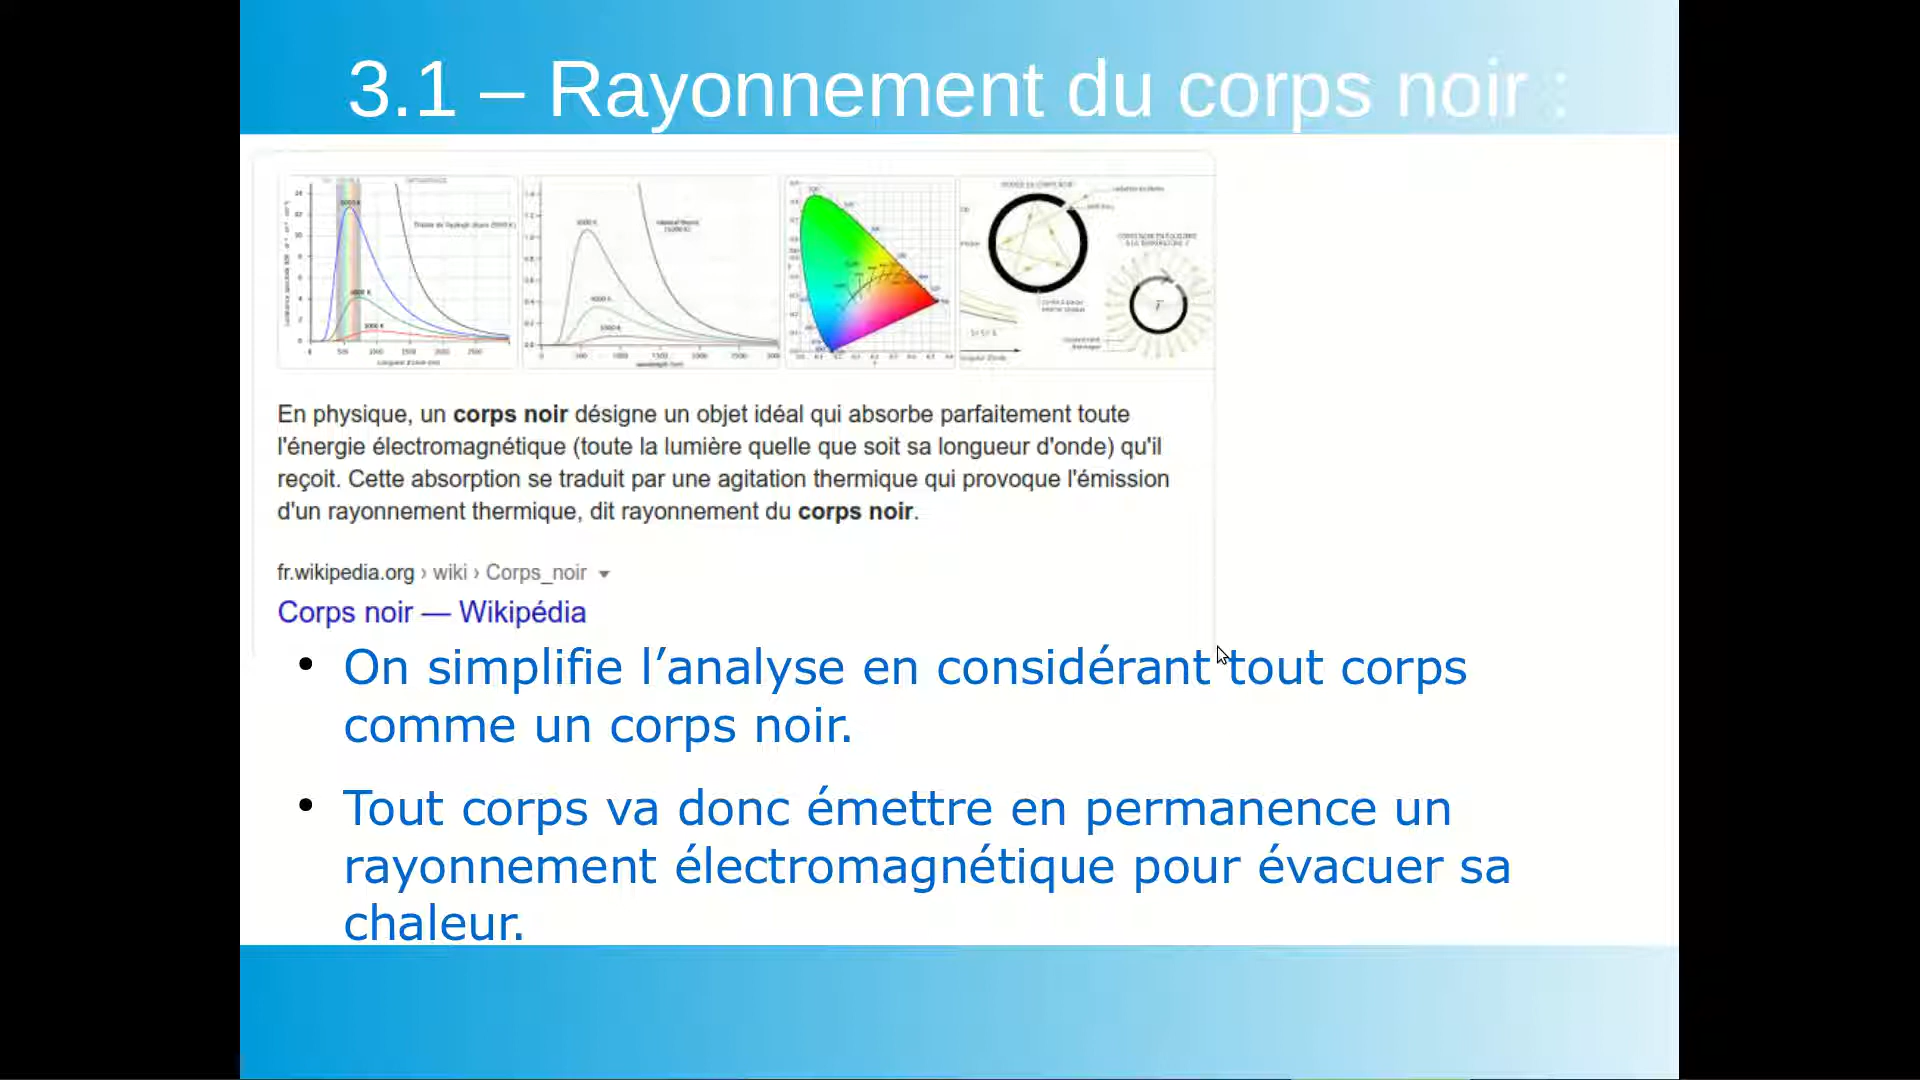 3.1 – Rayonnement du corps noir :
En physique, un corps noir désigne un objet idéal qui absorbe parfaitement toute
l'énergie électromagnétique (toute la lumière quelle que soit sa longueur d'onde) qu'il
reçoit. Cette absorption se traduit par une agitation thermique qui provoque l'émission
d'un rayonnement thermique, dit rayonnement du corps noir.
fr.wikipedia.org › wiki › Corps_noir
Corps noir — Wikipédia
• On simplifie l’analyse en considérant tout corps
comme un corps noir.
• Tout corps va donc émettre en permanence un
rayonnement électromagnétique pour évacuer sa
chaleur.